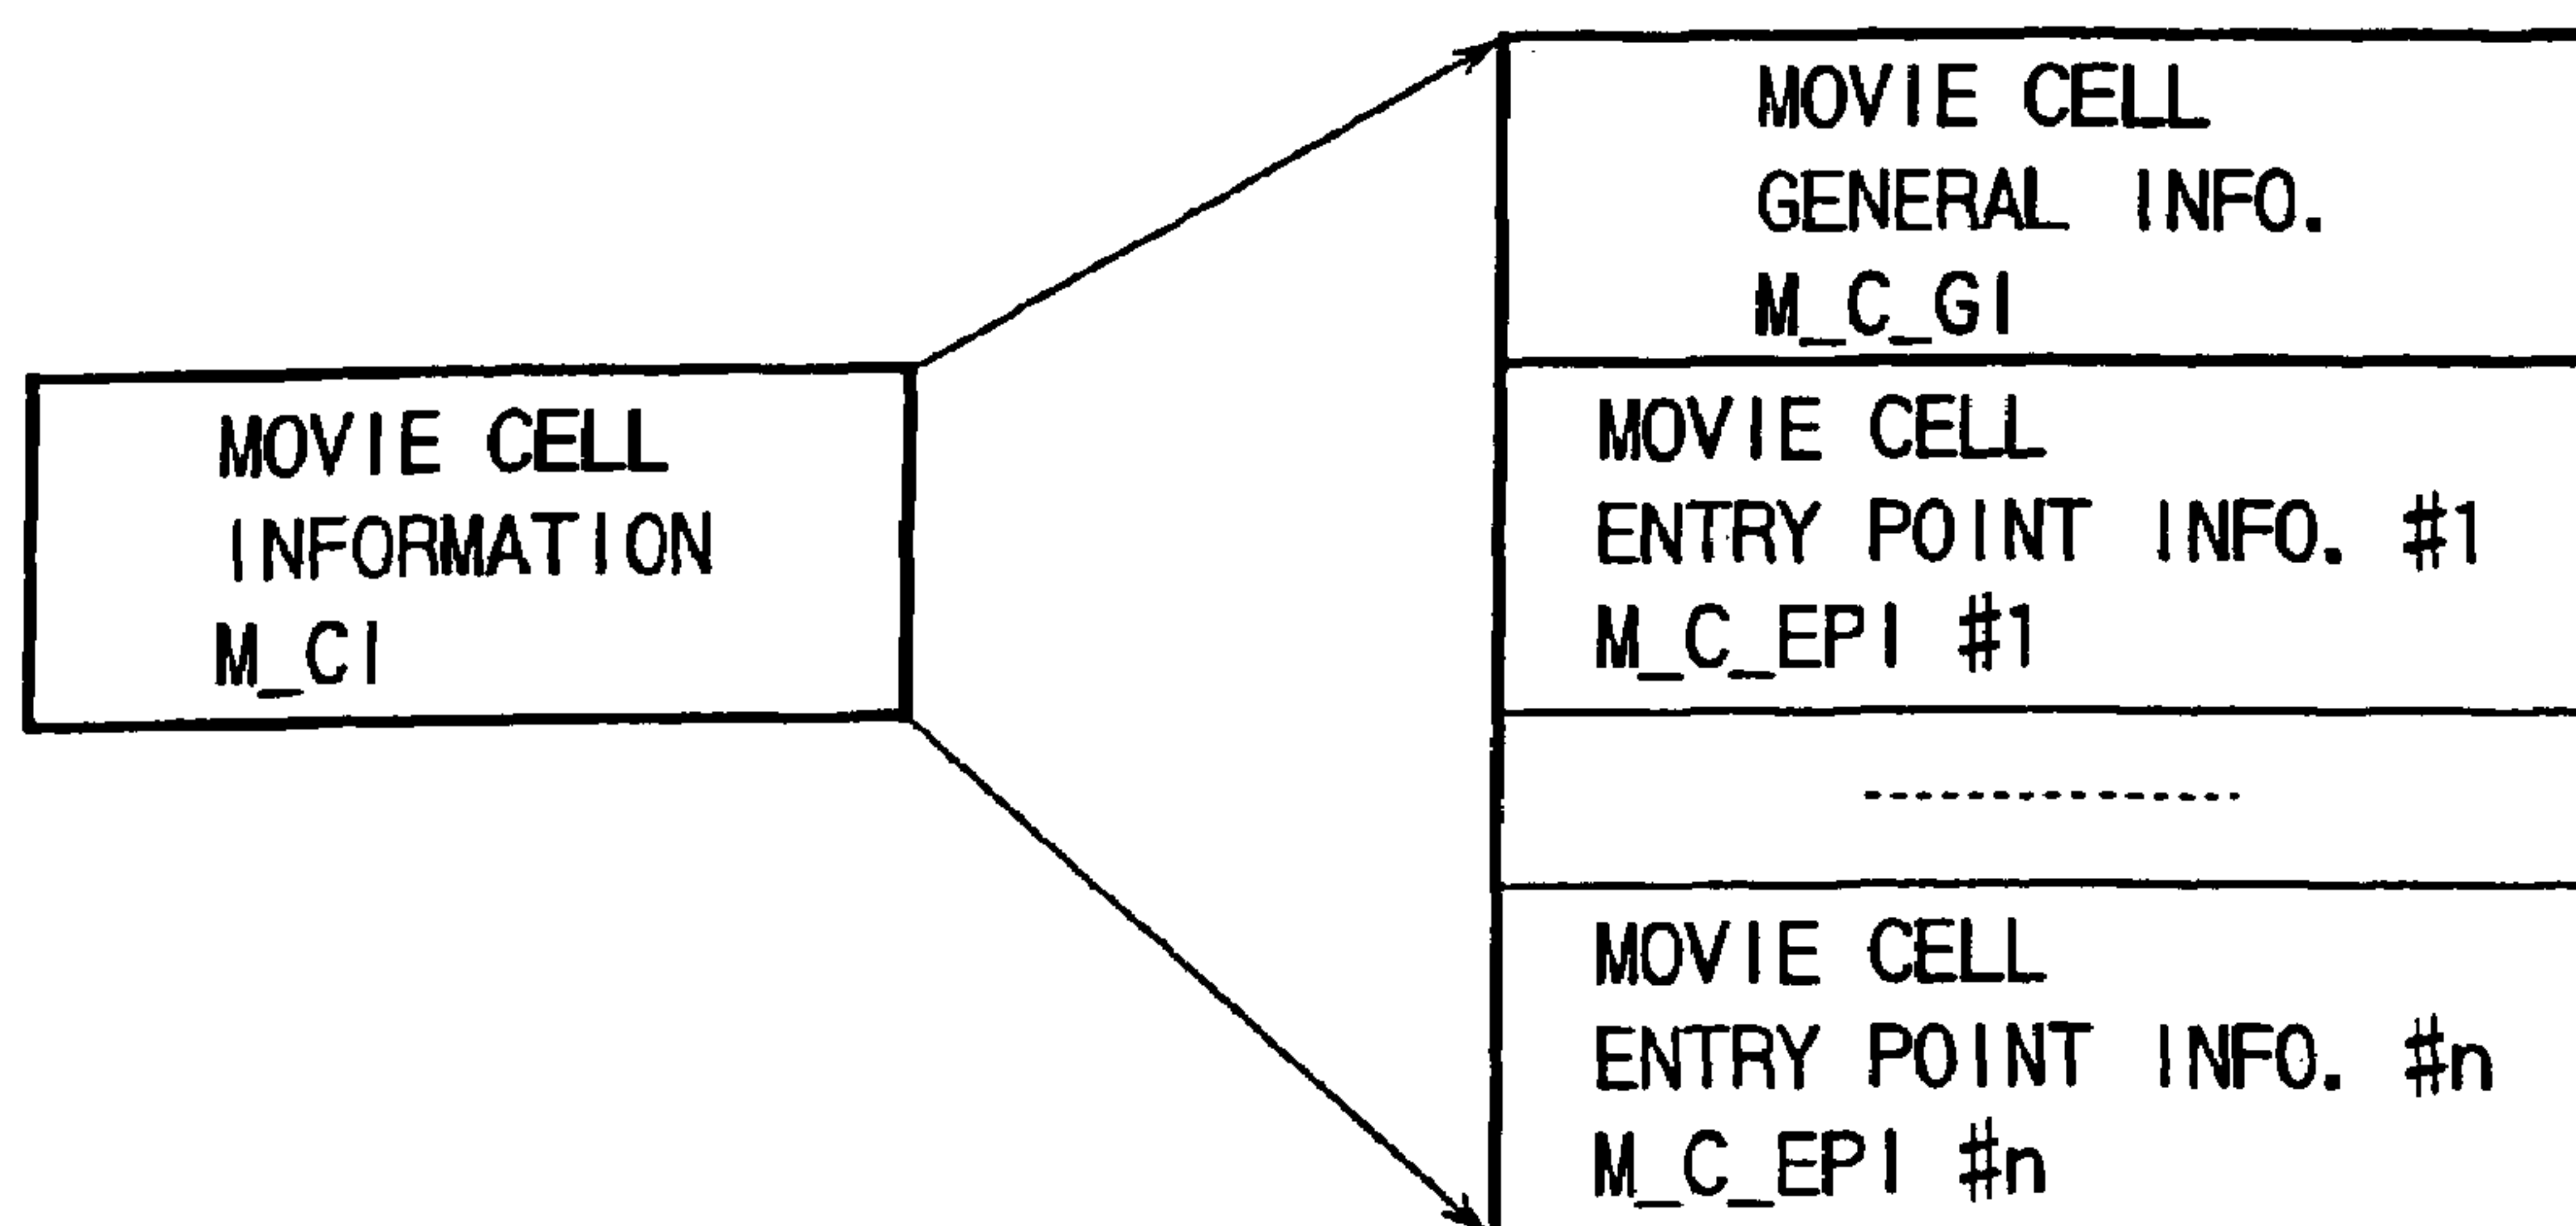 MOVIE CELL
INFORMATION
M_CI
MOVIE CELL
GENERAL INFO.
M_C_GI
MOVIE CELL
ENTRY POINT INFO. #1
M_C_EPI #1
MOVIE CELL
ENTRY POINT INFO. #n
M_C_EPI #n